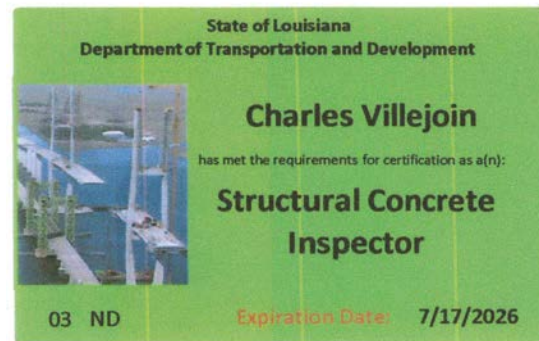 State of Louisiana
Department of Transportation and Development
Charles Villejoin
has met the requirements for certification as a(n):
Structural Concrete
Inspector
03 ND
Expiration Date: 7/17/2026